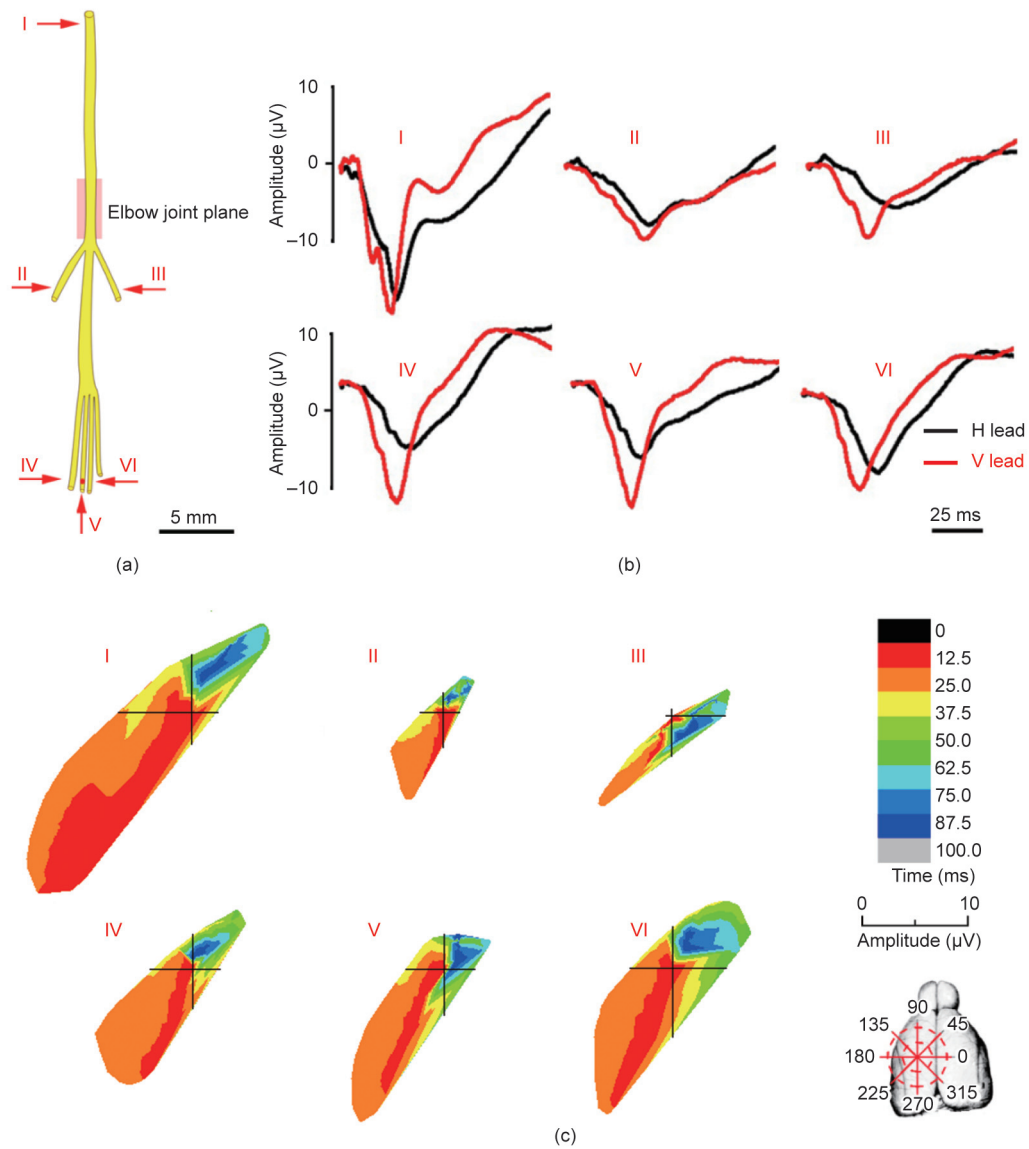 I
Elbow joint plane
II
III
IV
VI
V
5 mm
(a)
10
0
–10
Amplitude (μV)
I
II
III
10
0
–10
Amplitude (μV)
IV
V
VI
H lead
V lead
25 ms
(b)
I
II
III
IV
V
VI
0
12.5
25.0
37.5
50.0
62.5
75.0
87.5
100.0
Time (ms)
0 10
Amplitude (μV)
90
135 45
180 0
225 315
270
(c)